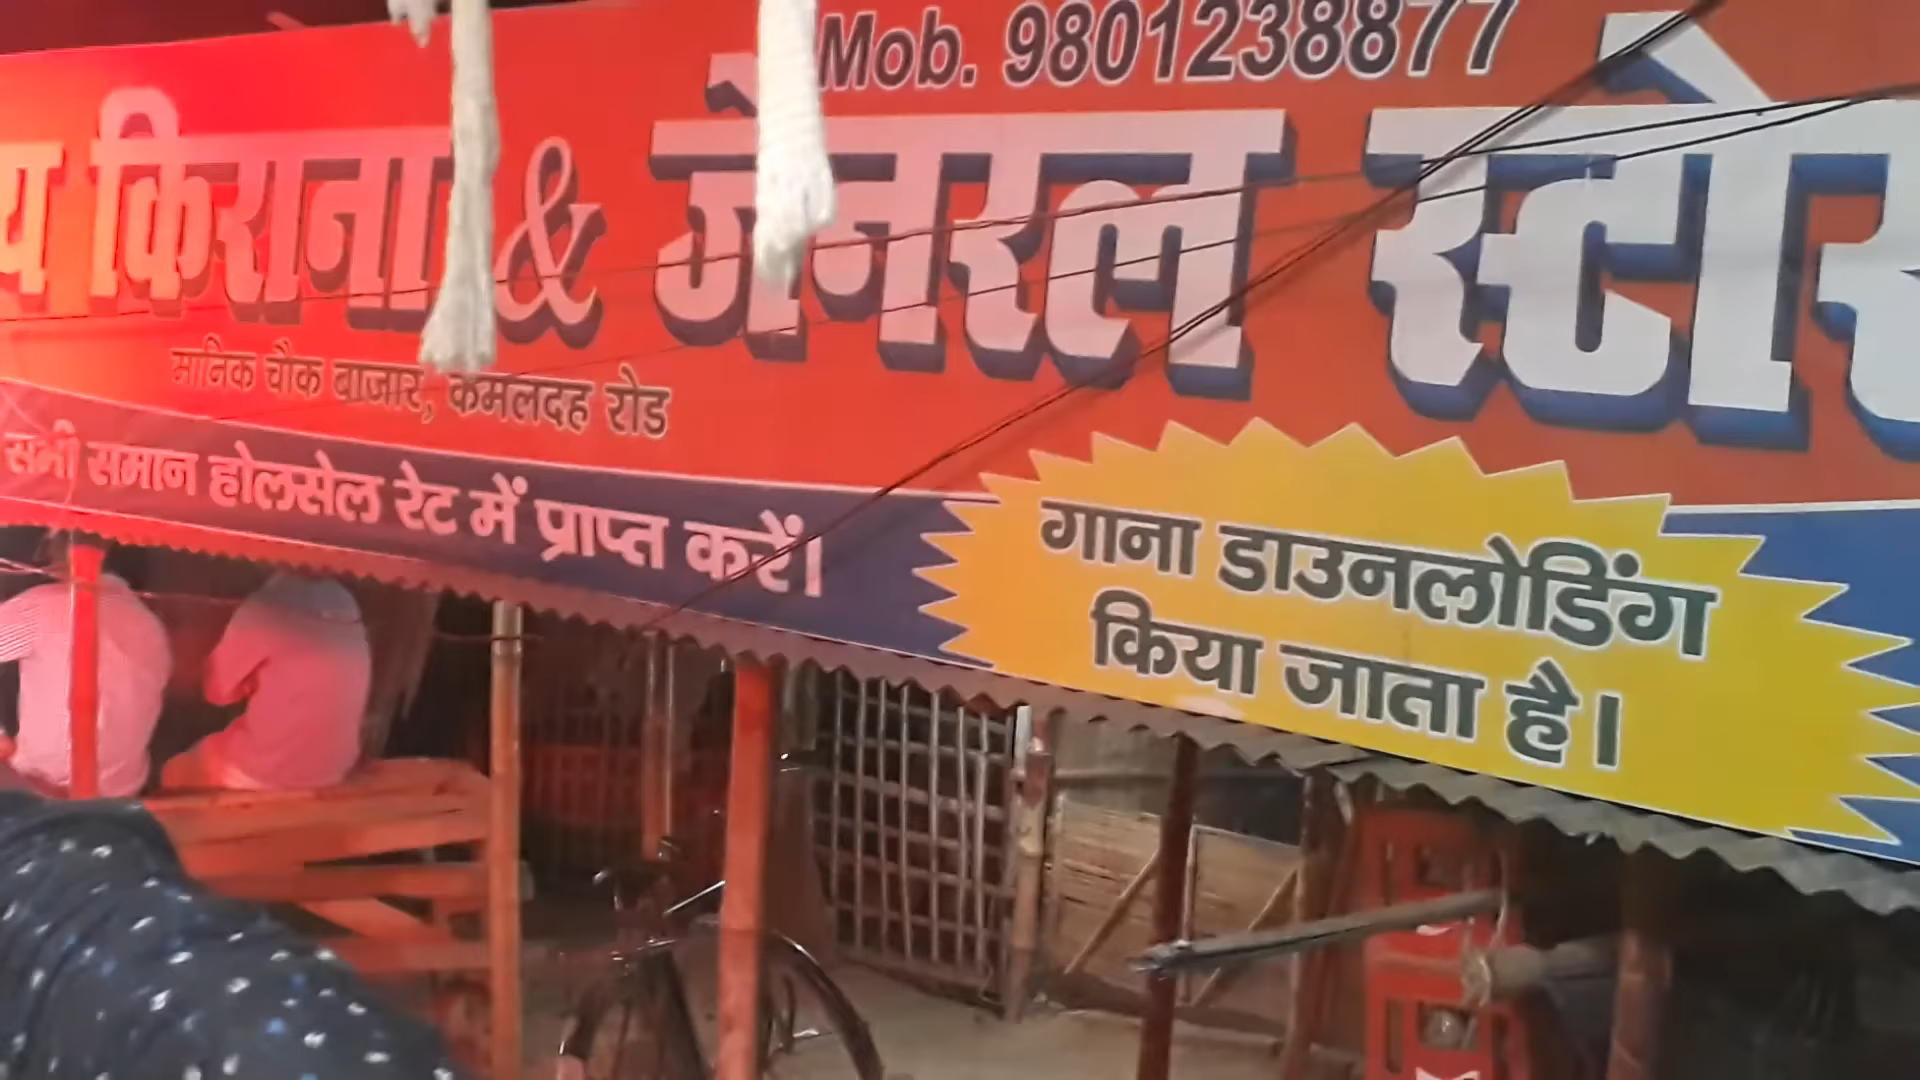 Mob. 9801238877
किराना & जेनरल स्टोर
मानिक चौक बाजार, कमलदह रोड
सभी समान होलसेल रेट में प्राप्त करें।
गाना डाउनलोडिंग
किया जाता है।